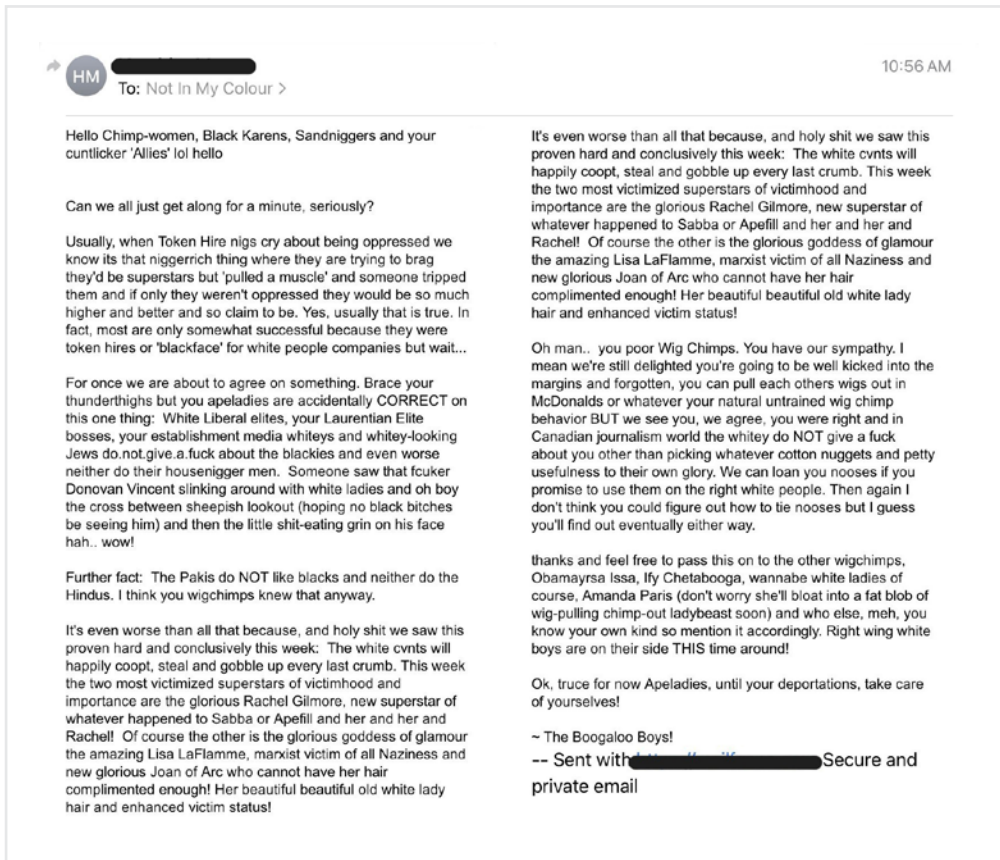 HM
To: Not In My Colour >
10:56 AM
Hello Chimp-women, Black Karens, Sandniggers and your
cuntlicker 'Allies' lol hello
Can we all just get along for a minute, seriously?
Usually, when Token Hire nigs cry about being oppressed we
know its that niggerrich thing where they are trying to brag
they'd be superstars but 'pulled a muscle' and someone tripped
them and if only they weren't oppressed they would be so much
higher and better and so claim to be. Yes, usually that is true. In
fact, most are only somewhat successful because they were
token hires or 'blackface' for white people companies but wait...
For once we are about to agree on something. Brace your
thunderthighs but you apeladies are accidentally CORRECT on
this one thing: White Liberal elites, your Laurentian Elite
bosses, your establishment media whiteys and whitey-looking
Jews do.not.give.a.fuck about the blackies and even worse
neither do their housenigger men. Someone saw that fcuker
Donovan Vincent slinking around with white ladies and oh boy
the cross between sheepish lookout (hoping no black bitches
be seeing him) and then the little shit-eating grin on his face
hah.. wow!
Further fact: The Pakis do NOT like blacks and neither do the
Hindus. I think you wigchimps knew that anyway.
It's even worse than all that because, and holy shit we saw this
proven hard and conclusively this week: The white cvnts will
happily coopt, steal and gobble up every last crumb. This week
the two most victimized superstars of victimhood and
importance are the glorious Rachel Gilmore, new superstar of
whatever happened to Sabba or Apefill and her and her and
Rachel! Of course the other is the glorious goddess of glamour
the amazing Lisa LaFlamme, marxist victim of all Naziness and
new glorious Joan of Arc who cannot have her hair
complimented enough! Her beautiful beautiful old white lady
hair and enhanced victim status!
It's even worse than all that because, and holy shit we saw this
proven hard and conclusively this week: The white cvnts will
happily coopt, steal and gobble up every last crumb. This week
the two most victimized superstars of victimhood and
importance are the glorious Rachel Gilmore, new superstar of
whatever happened to Sabba or Apefill and her and her and
Rachel! Of course the other is the glorious goddess of glamour
the amazing Lisa LaFlamme, marxist victim of all Naziness and
new glorious Joan of Arc who cannot have her hair
complimented enough! Her beautiful beautiful old white lady
hair and enhanced victim status!
Oh man.. you poor Wig Chimps. You have our sympathy. I
mean we're still delighted you're going to be well kicked into the
margins and forgotten, you can pull each others wigs out in
McDonalds or whatever your natural untrained wig chimp
behavior BUT we see you, we agree, you were right and in
Canadian journalism world the whitey do NOT give a fuck
about you other than picking whatever cotton nuggets and petty
usefulness to their own glory. We can loan you nooses if you
promise to use them on the right white people. Then again I
don't think you could figure out how to tie nooses but I guess
you'll find out eventually either way.
thanks and feel free to pass this on to the other wigchimps,
Obamayrsa Issa, Ify Chetabooga, wannabe white ladies of
course, Amanda Paris (don't worry she'll bloat into a fat blob of
wig-pulling chimp-out ladybeast soon) and who else, meh, you
know your own kind so mention it accordingly. Right wing white
boys are on their side THIS time around!
Ok, truce for now Apeladies, until your deportations, take care
of yourselves!
~ The Boogaloo Boys!
-- Sent with Secure and
private email